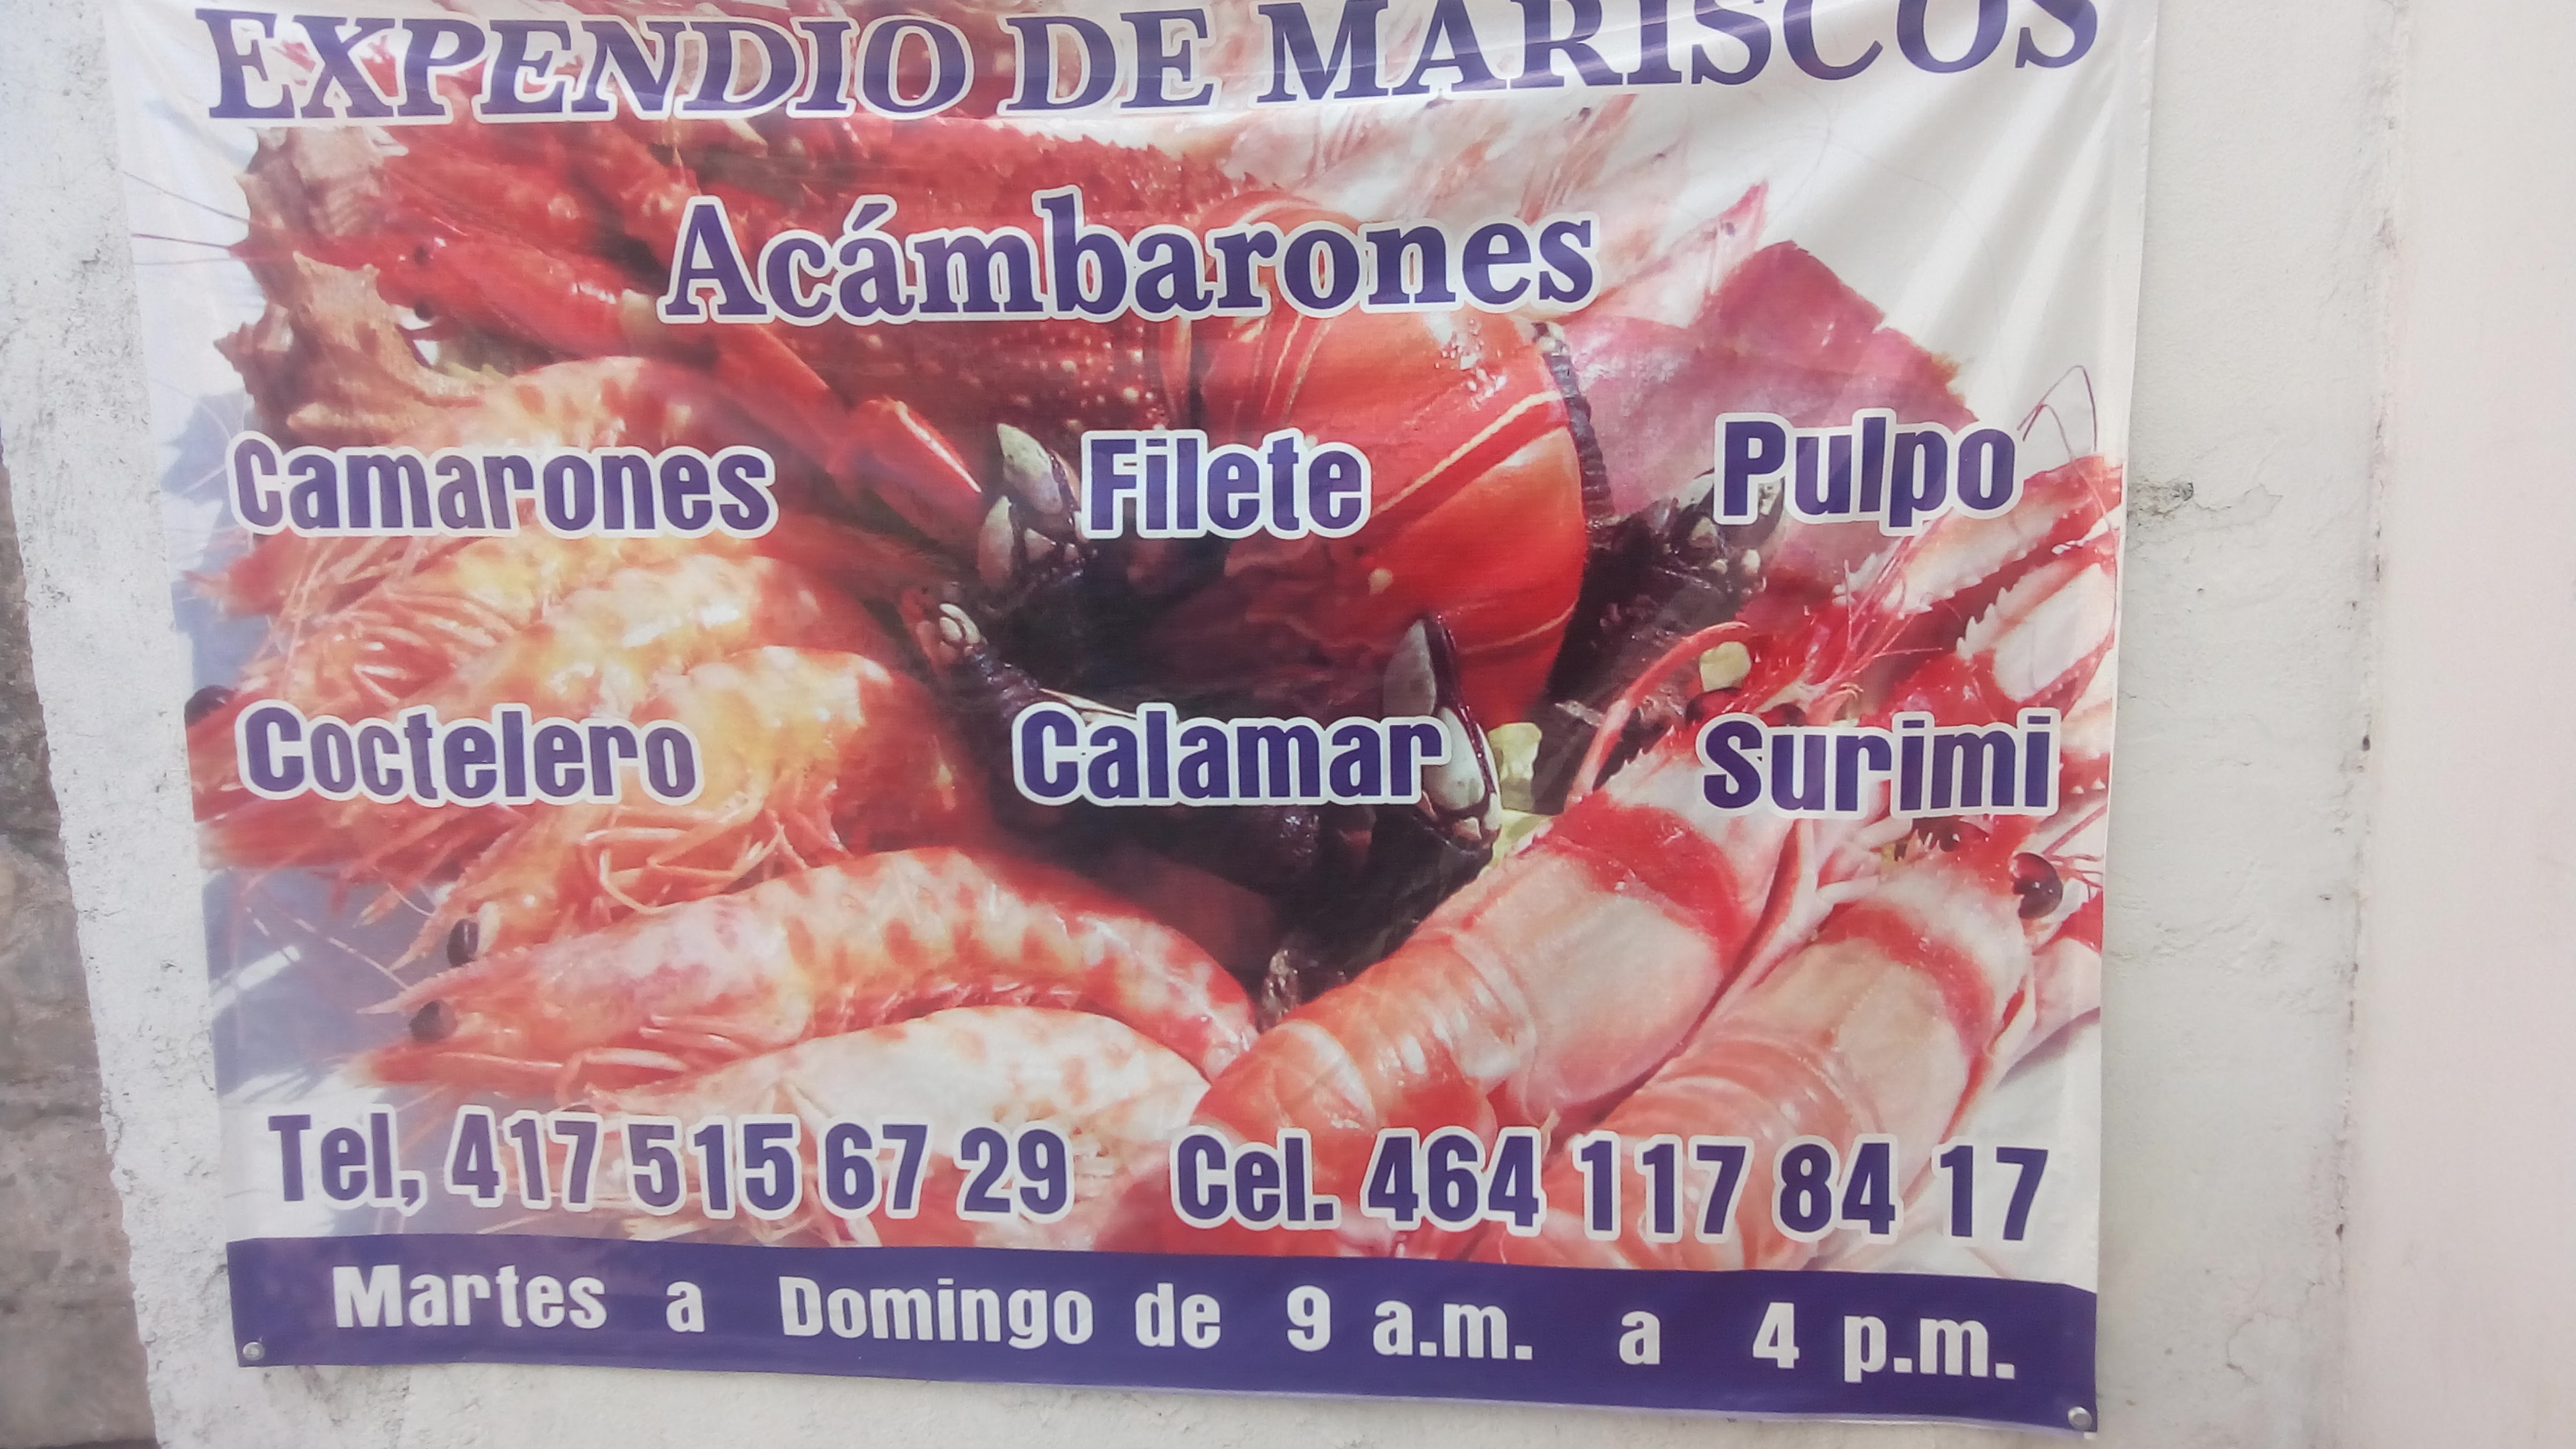 EXPENDIO DE MARISCOS
Acámbarones
Camarones Filete Pulpo
Coctelero Calamar Surimi
Tel, 417 515 67 29 Cel. 464 117 84 17
Martes a Domingo de 9 a.m. a 4 p.m.